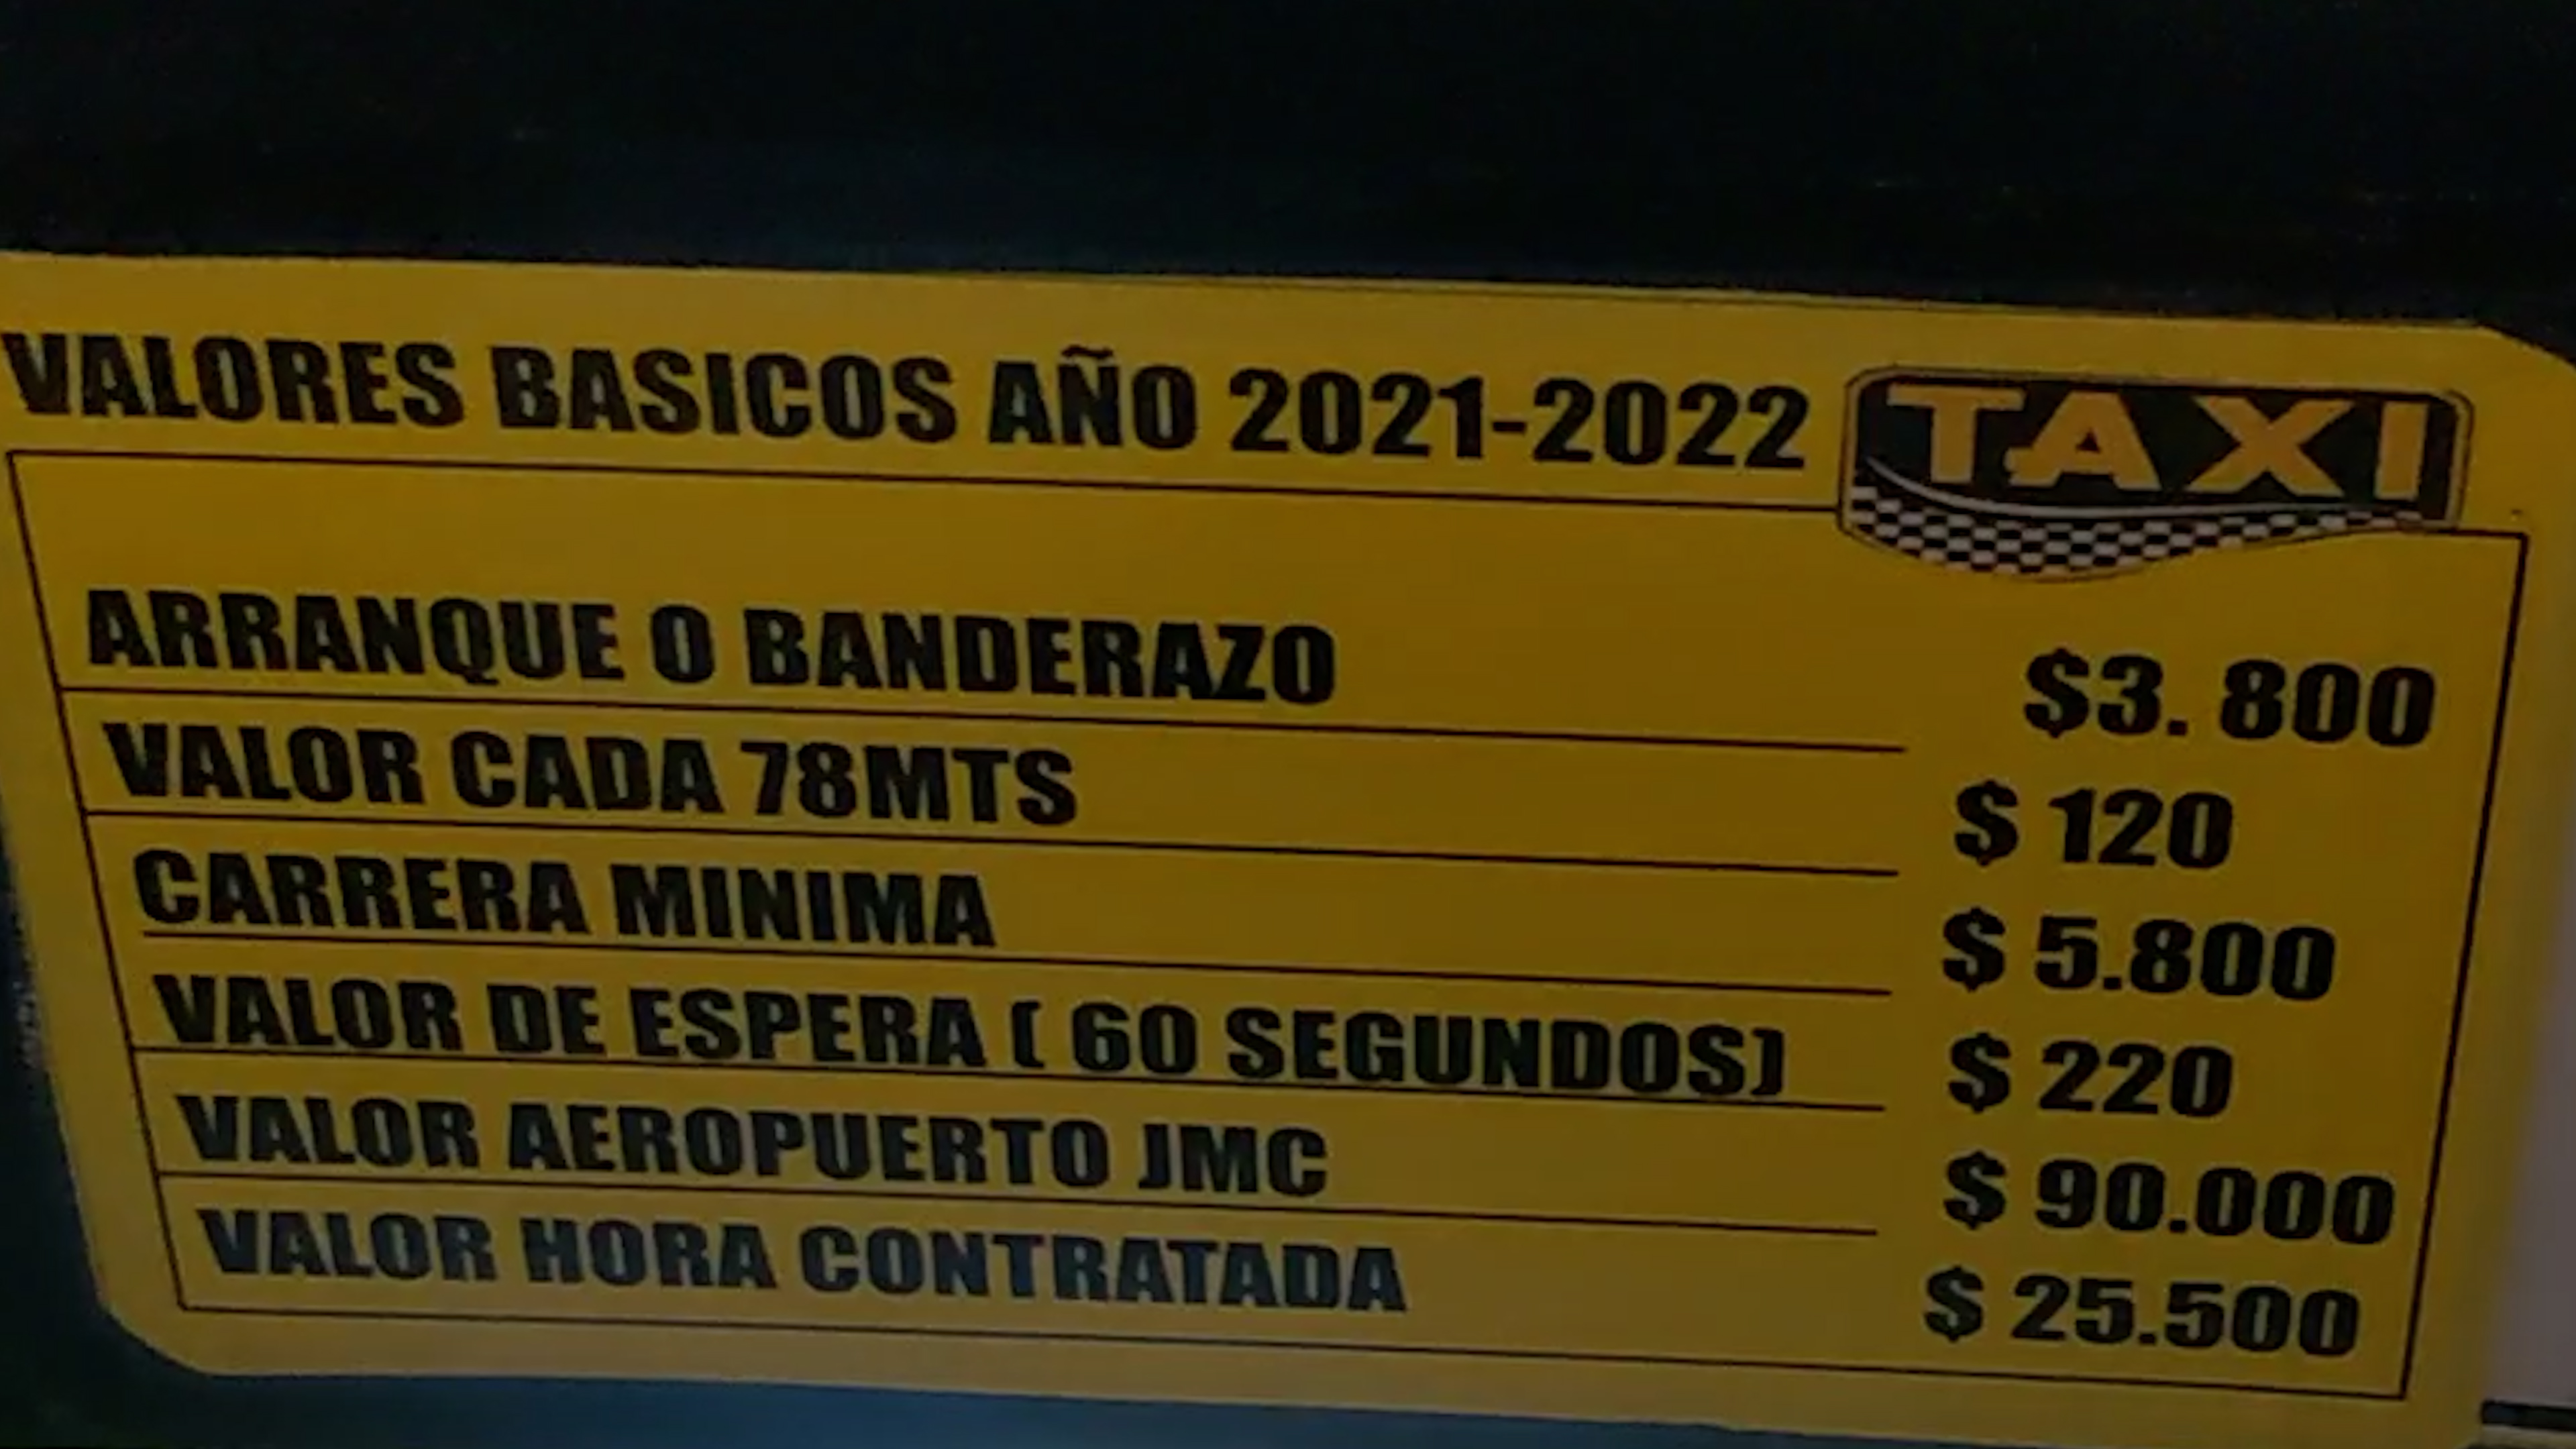 VALORES BASICOS AÑO 2021-2022 TAXI
ARRANQUE O BANDERAZO $3. 800
VALOR CADA 78MTS $ 120
CARRERA MINIMA $ 5.800
VALOR DE ESPERA ( 60 SEGUNDOS) $ 220
VALOR AEROPUERTO JMC $ 90.000
VALOR HORA CONTRATADA $ 25.500